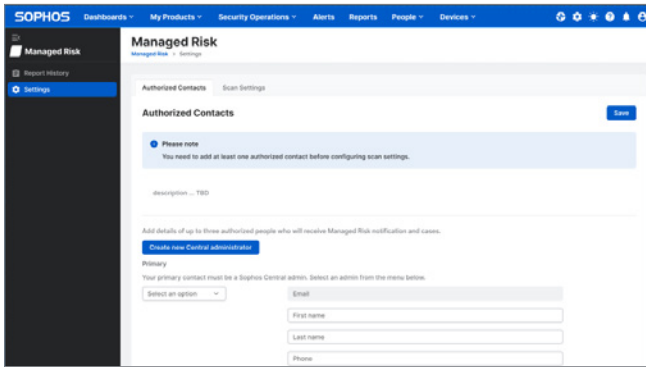 SOPHOS Dashboards My Products Security Operations Alerts Reports People Devices
Managed Risk
Report History
Settings
Managed Risk
Managed Risk > Settings
Authorized Contacts Scan Settings
Authorized Contacts
Save
Please note
You need to add at least one authorized contact before configuring scan settings.
description ... TBD
Add details of up to three authorized people who will receive Managed Risk notification and cases.
Create new Central administrator
Primary
Your primary contact must be a Sophos Central admin. Select an admin from the menu below.
Select an option
Email
First name
Last name
Phone